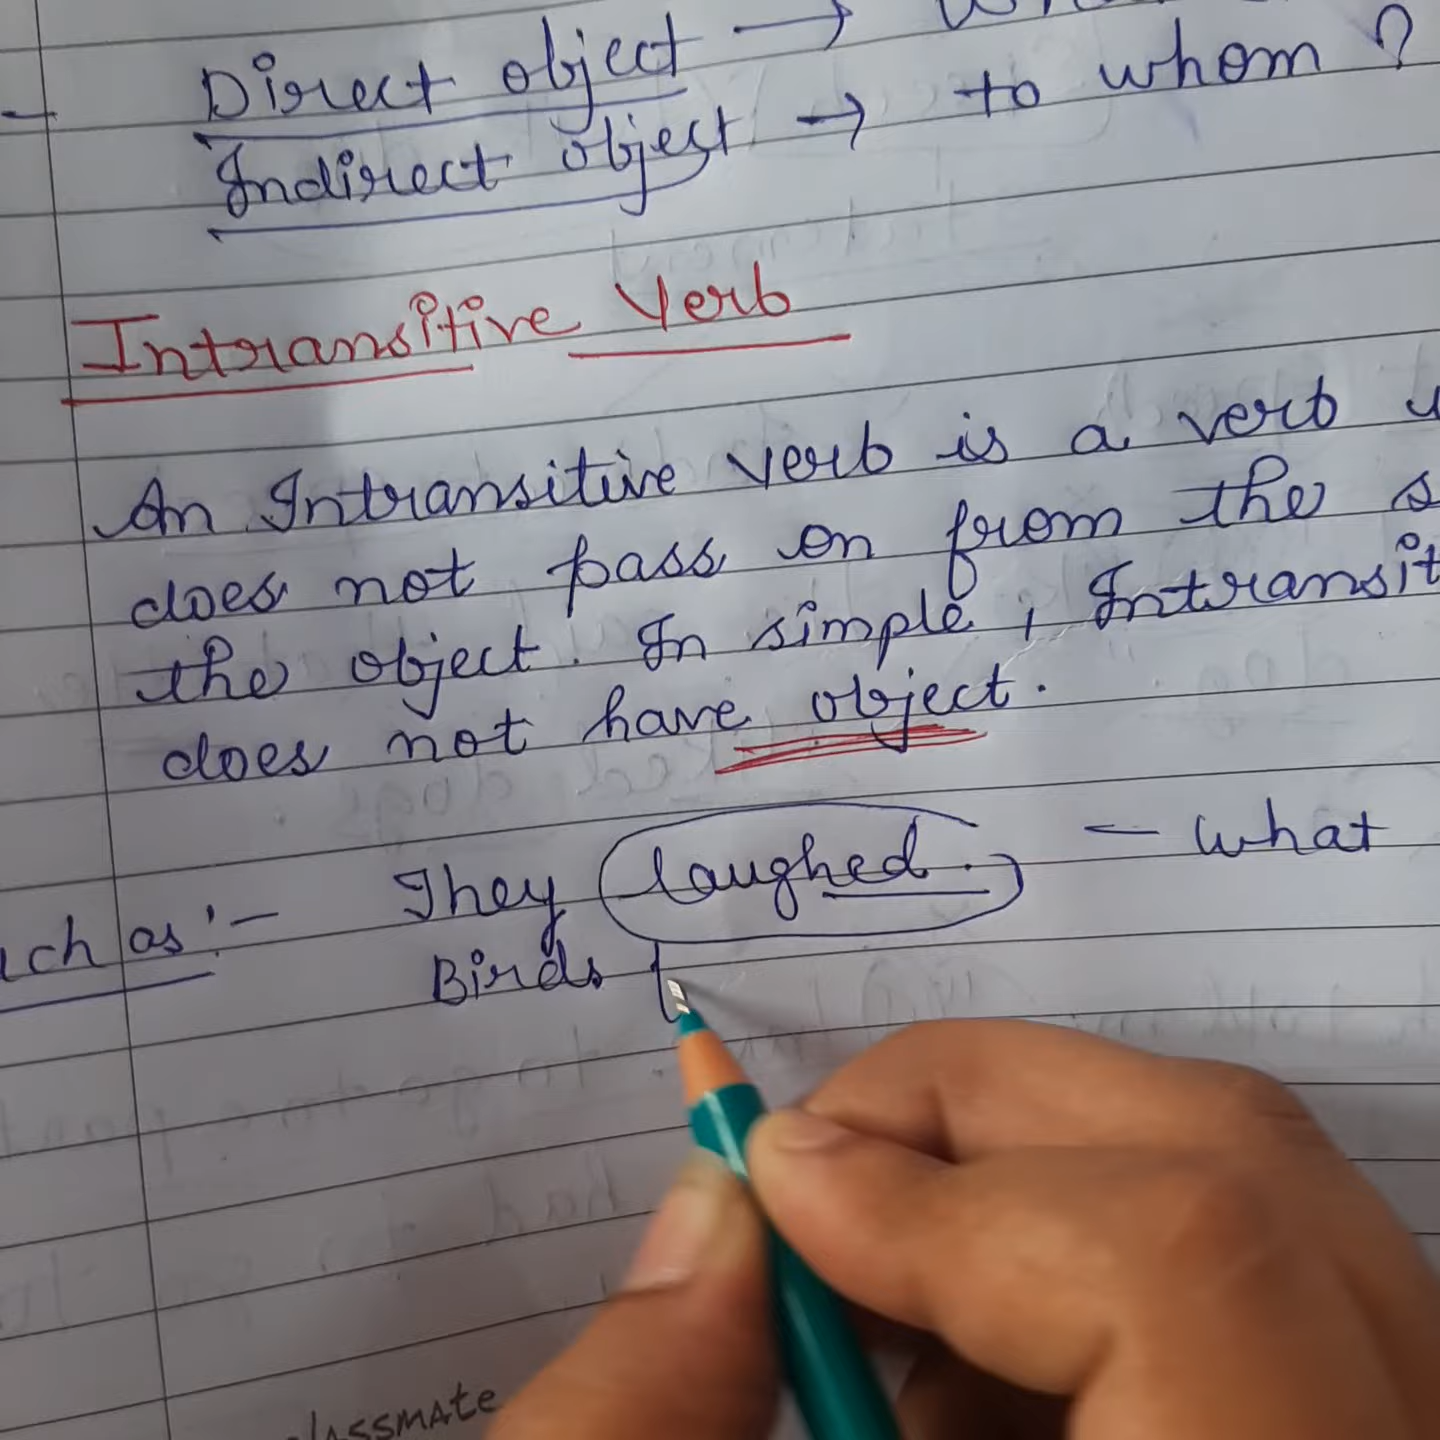 Direct object →
Indirect object → to whom ?
Intransitive Verb
An Intransitive verb is a verb
does not pass on from the
the object. In simple, Intransit
does not have object.
uch as :- They laughed. - what
Birds
classmate